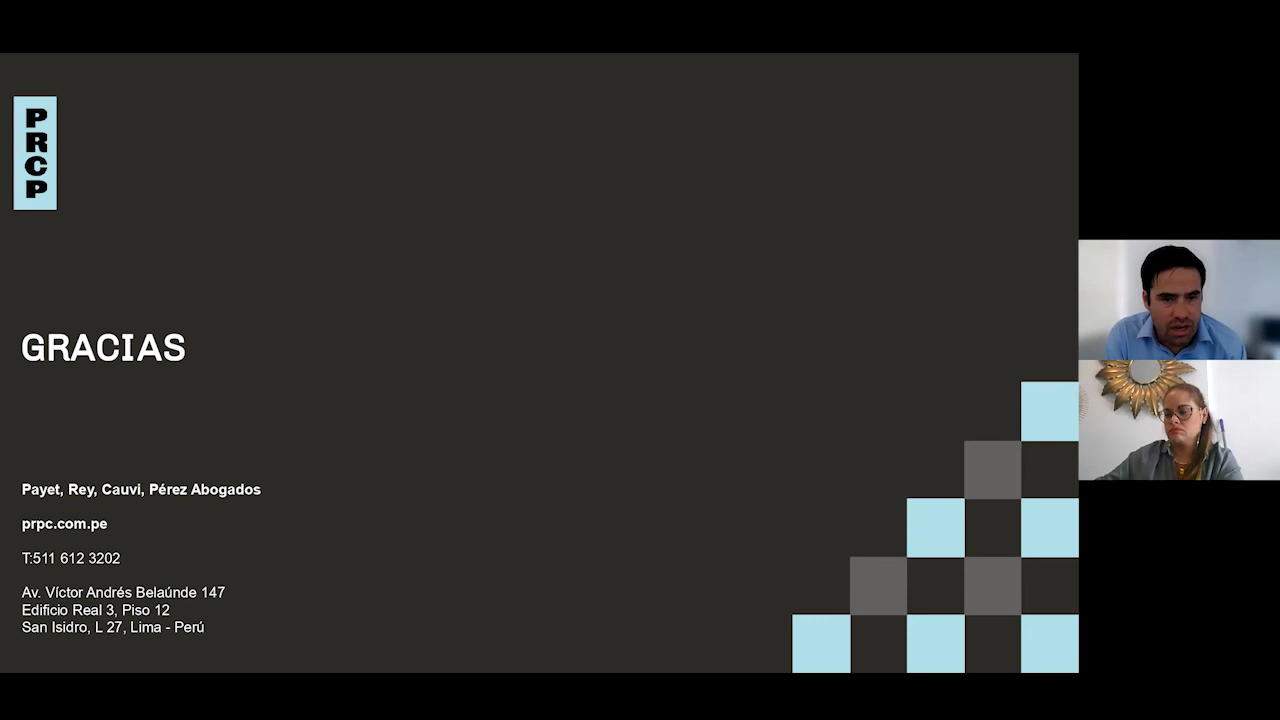 PRCP
GRACIAS
Payet, Rey, Cauvi, Pérez Abogados
prpc.com.pe
T:511 612 3202
Av. Víctor Andrés Belaúnde 147
Edificio Real 3, Piso 12
San Isidro, L 27, Lima - Perú